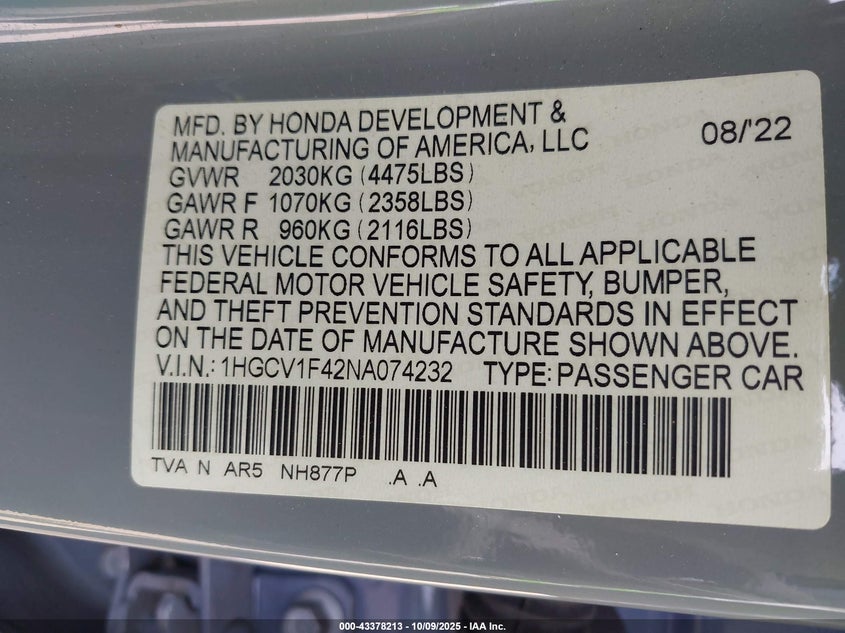 MFD. BY HONDA DEVELOPMENT &
MANUFACTURING OF AMERICA, LLC 08/'22
GVWR 2030KG (4475LBS)
GAWR F 1070KG (2358LBS)
GAWR R 960KG (2116LBS)
THIS VEHICLE CONFORMS TO ALL APPLICABLE
FEDERAL MOTOR VEHICLE SAFETY, BUMPER,
AND THEFT PREVENTION STANDARDS IN EFFECT
ON THE DATE OF MANUFACTURE SHOWN ABOVE.
V.I.N.: 1HGCV1F42NA074232 TYPE: PASSENGER CAR
TVA N AR5 NH877P .A .A
000-43378213 - 10/09/2025 - IAA Inc.